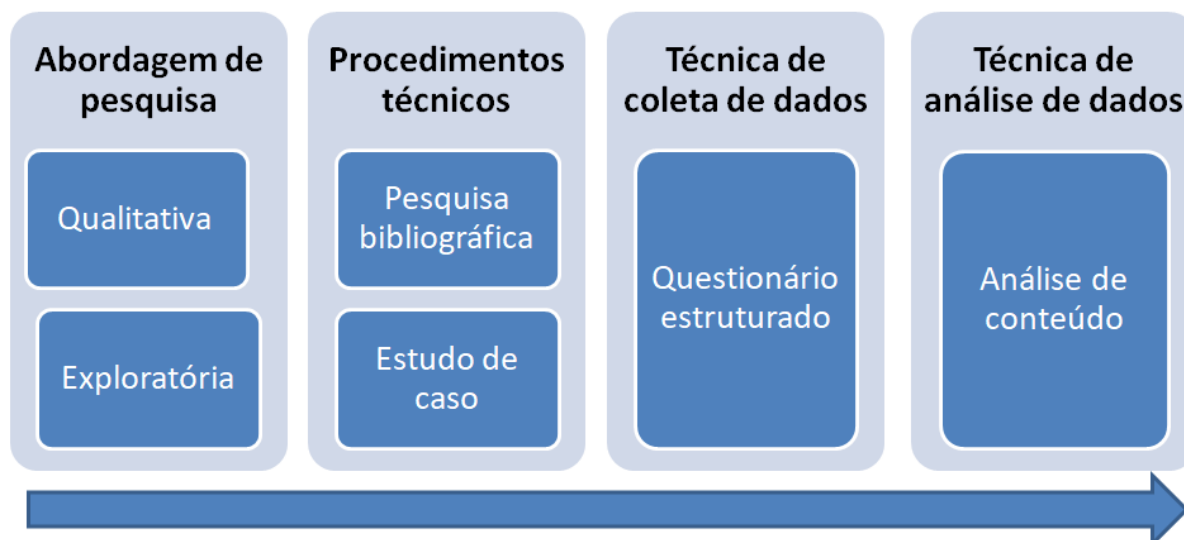 Abordagem de
pesquisa
Qualitativa
Exploratória
Procedimentos
técnicos
Pesquisa
bibliográfica
Estudo de
caso
Técnica de
coleta de dados
Questionário
estruturado
Técnica de
análise de dados
Análise de
conteúdo